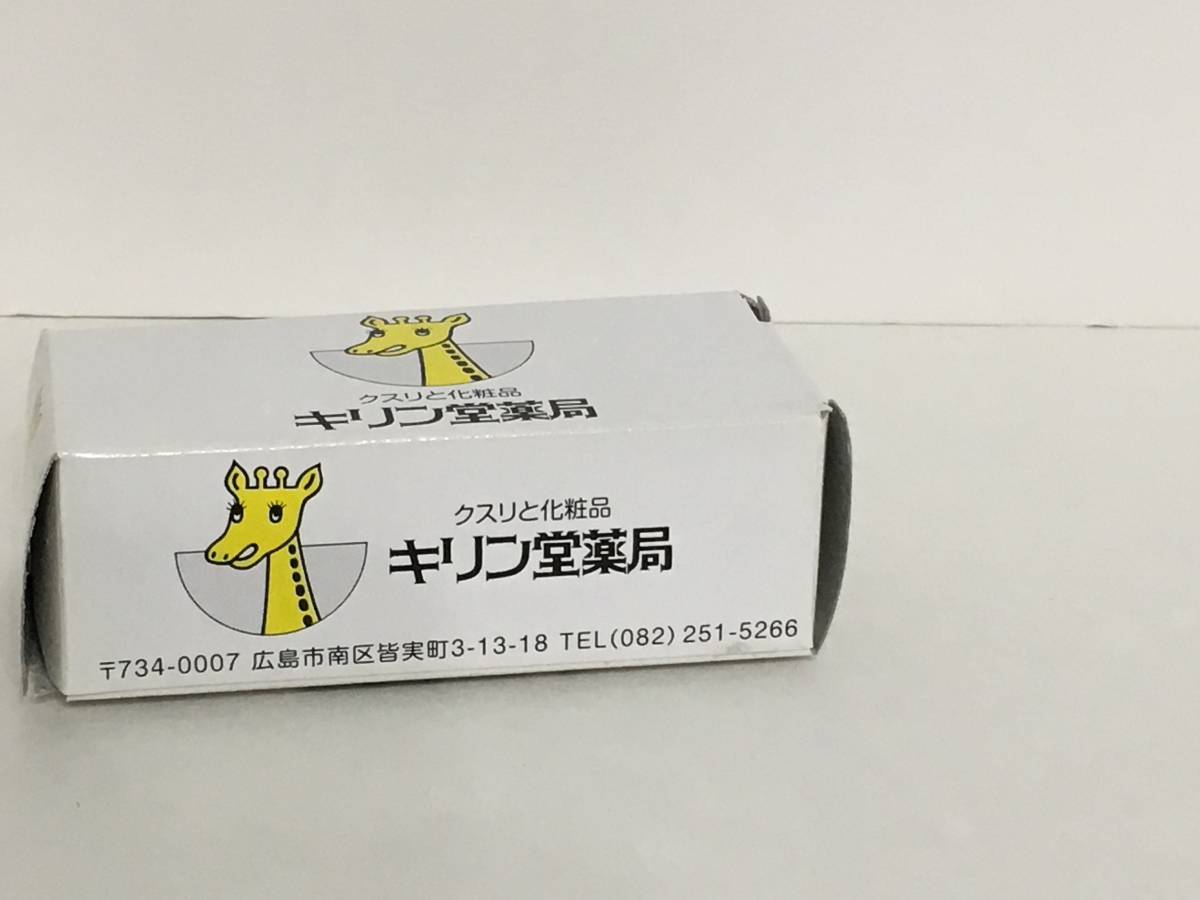 クスリと化粧品
キリン堂薬局
クスリと化粧品
キリン堂薬局
〒734-0007 広島市南区皆実町3-13-18 TEL(082)251-5266